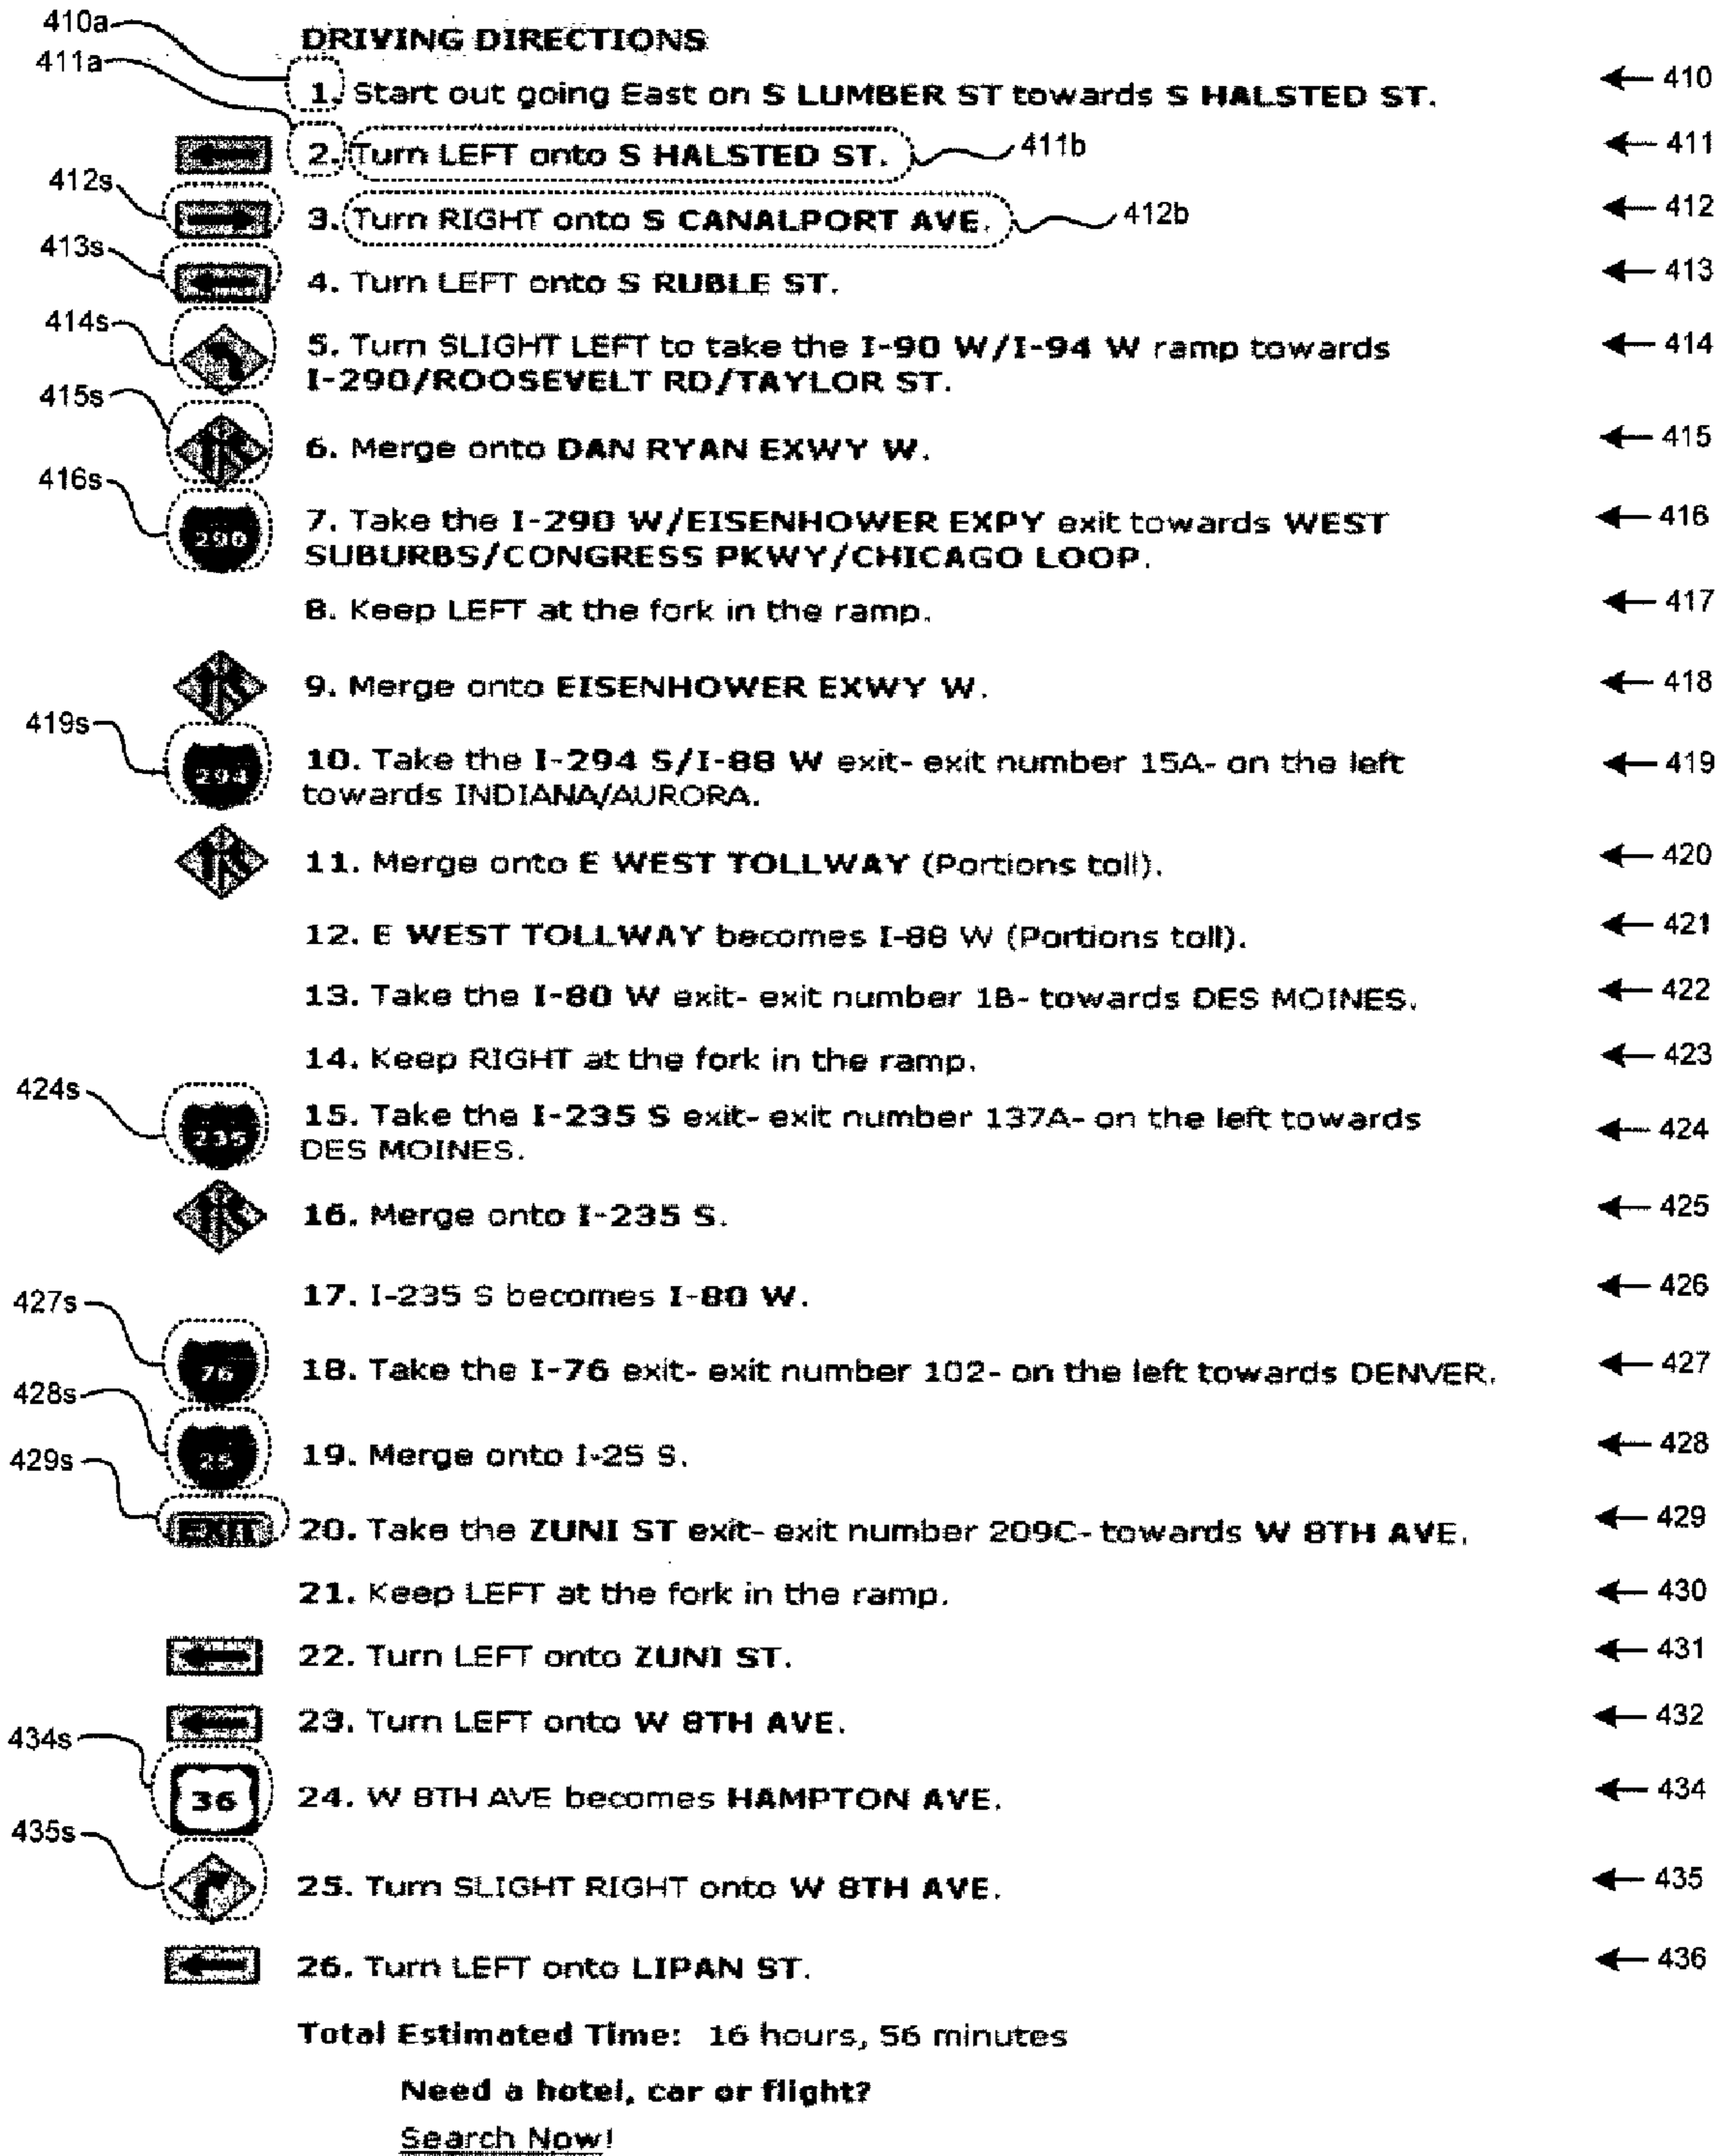 410a
DRIVING DIRECTIONS
411a
1. Start out going East on S LUMBER ST towards S HALSTED ST. 410
2. Turn LEFT onto S HALSTED ST. 411b 411
412s
3. Turn RIGHT onto S CANALPORT AVE. 412b 412
413s
4. Turn LEFT onto S RUBLE ST. 413
414s
5. Turn SLIGHT LEFT to take the I-90 W/I-94 W ramp towards 414
I-290/ROOSEVELT RD/TAYLOR ST.
415s
6. Merge onto DAN RYAN EXWY W. 415
416s
290 7. Take the I-290 W/EISENHOWER EXPY exit towards WEST 416
SUBURBS/CONGRESS PKWY/CHICAGO LOOP.
8. Keep LEFT at the fork in the ramp. 417
9. Merge onto EISENHOWER EXWY W. 418
419s
294 10. Take the I-294 S/I-88 W exit- exit number 15A- on the left 419
towards INDIANA/AURORA.
11. Merge onto E WEST TOLLWAY (Portions toll). 420
12. E WEST TOLLWAY becomes I-88 W (Portions toll). 421
13. Take the I-80 W exit- exit number 1B- towards DES MOINES. 422
14. Keep RIGHT at the fork in the ramp. 423
424s
235 15. Take the I-235 S exit- exit number 137A- on the left towards 424
DES MOINES.
16. Merge onto I-235 S. 425
17. I-235 S becomes I-80 W. 426
427s
76 18. Take the I-76 exit- exit number 102- on the left towards DENVER. 427
428s
25 19. Merge onto I-25 S. 428
429s
EXIT 20. Take the ZUNI ST exit- exit number 209C- towards W 8TH AVE. 429
21. Keep LEFT at the fork in the ramp. 430
22. Turn LEFT onto ZUNI ST. 431
23. Turn LEFT onto W 8TH AVE. 432
434s
36 24. W 8TH AVE becomes HAMPTON AVE. 434
435s
25. Turn SLIGHT RIGHT onto W 8TH AVE. 435
26. Turn LEFT onto LIPAN ST. 436
Total Estimated Time: 16 hours, 56 minutes
Need a hotel, car or flight?
Search Now!